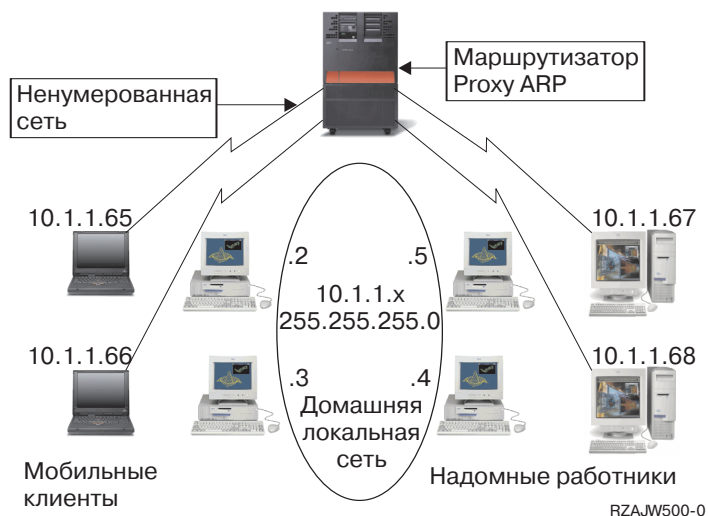 Маршрутизатор
Proxy ARP
Ненумерованная
сеть
10.1.1.65
10.1.1.67
.2
.5
10.1.1.x
255.255.255.0
10.1.1.66
10.1.1.68
.3
.4
Домашняя
локальная
сеть
Мобильные
клиенты
Надомные работники
RZAJW500-0